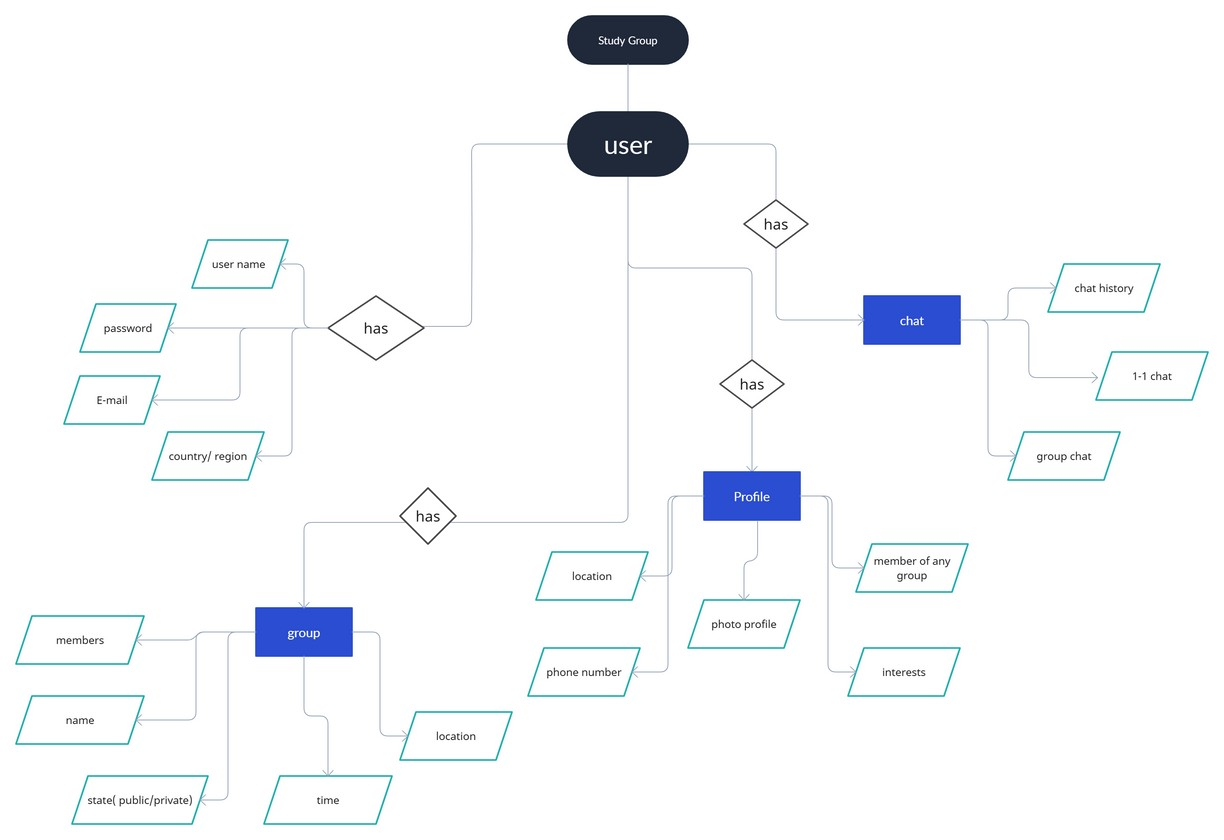 Study Group
user
has
user name
has
chat history
password
has
chat
1-1 chat
has
E-mail
country/ region
group chat
Profile
has
member of any
group
location
photo profile
group
members
phone number
interests
name
location
state( public/private)
time